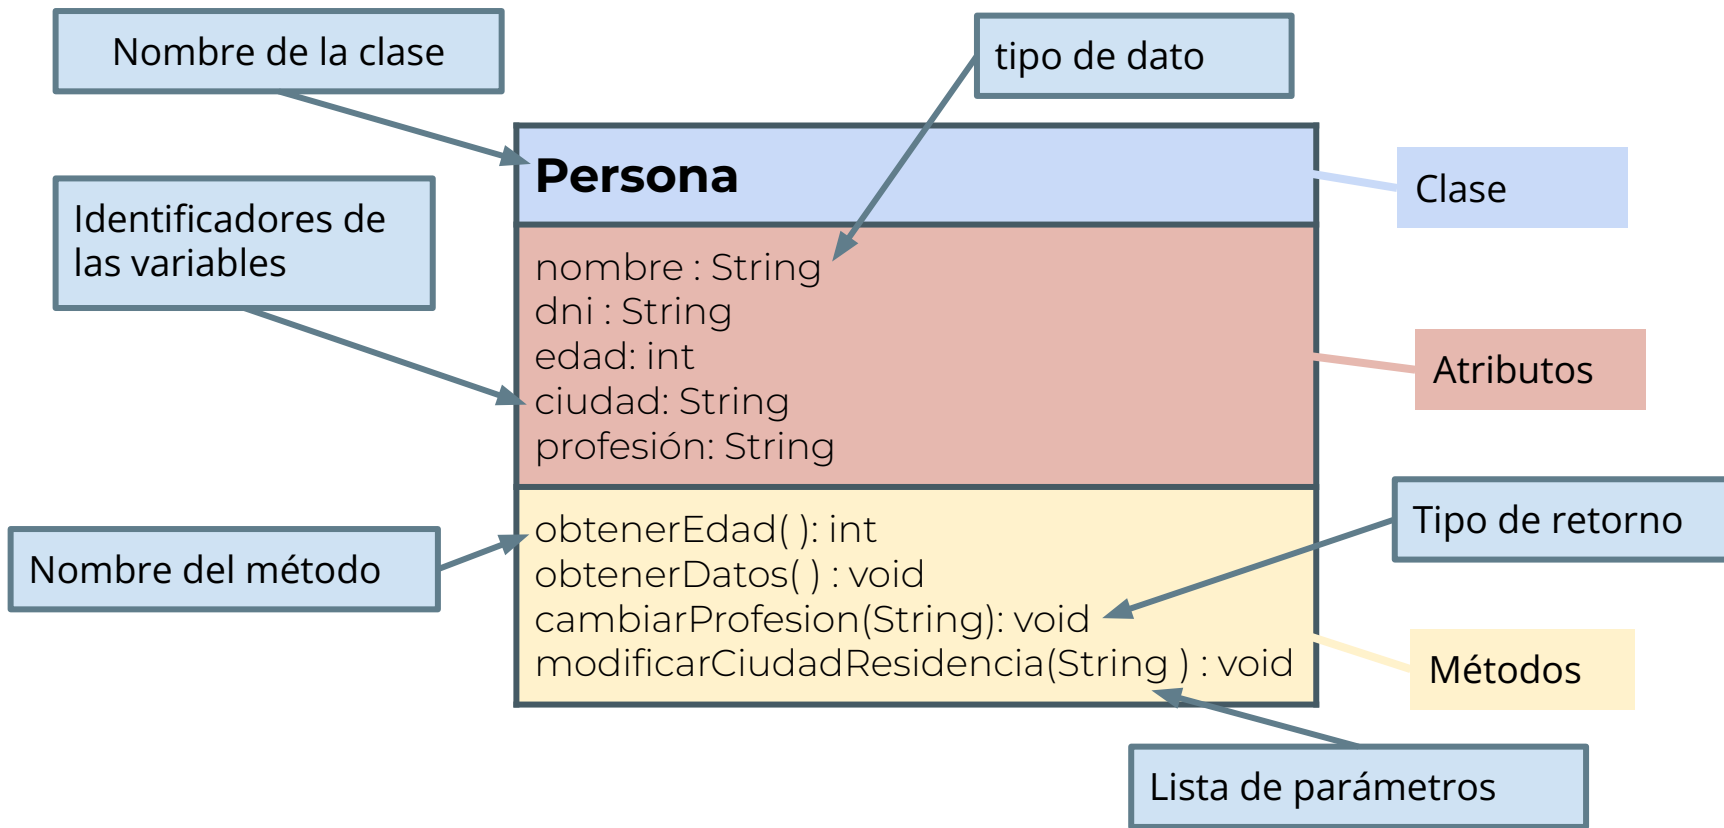 Nombre de la clase
tipo de dato
Persona
Clase
Identificadores de
las variables
nombre : String
dni : String
edad: int
ciudad: String
profesión: String
Atributos
obtenerEdad( ): int
obtenerDatos( ) : void
cambiarProfesion(String): void
modificarCiudadResidencia(String ) : void
Tipo de retorno
Nombre del método
Métodos
Lista de parámetros